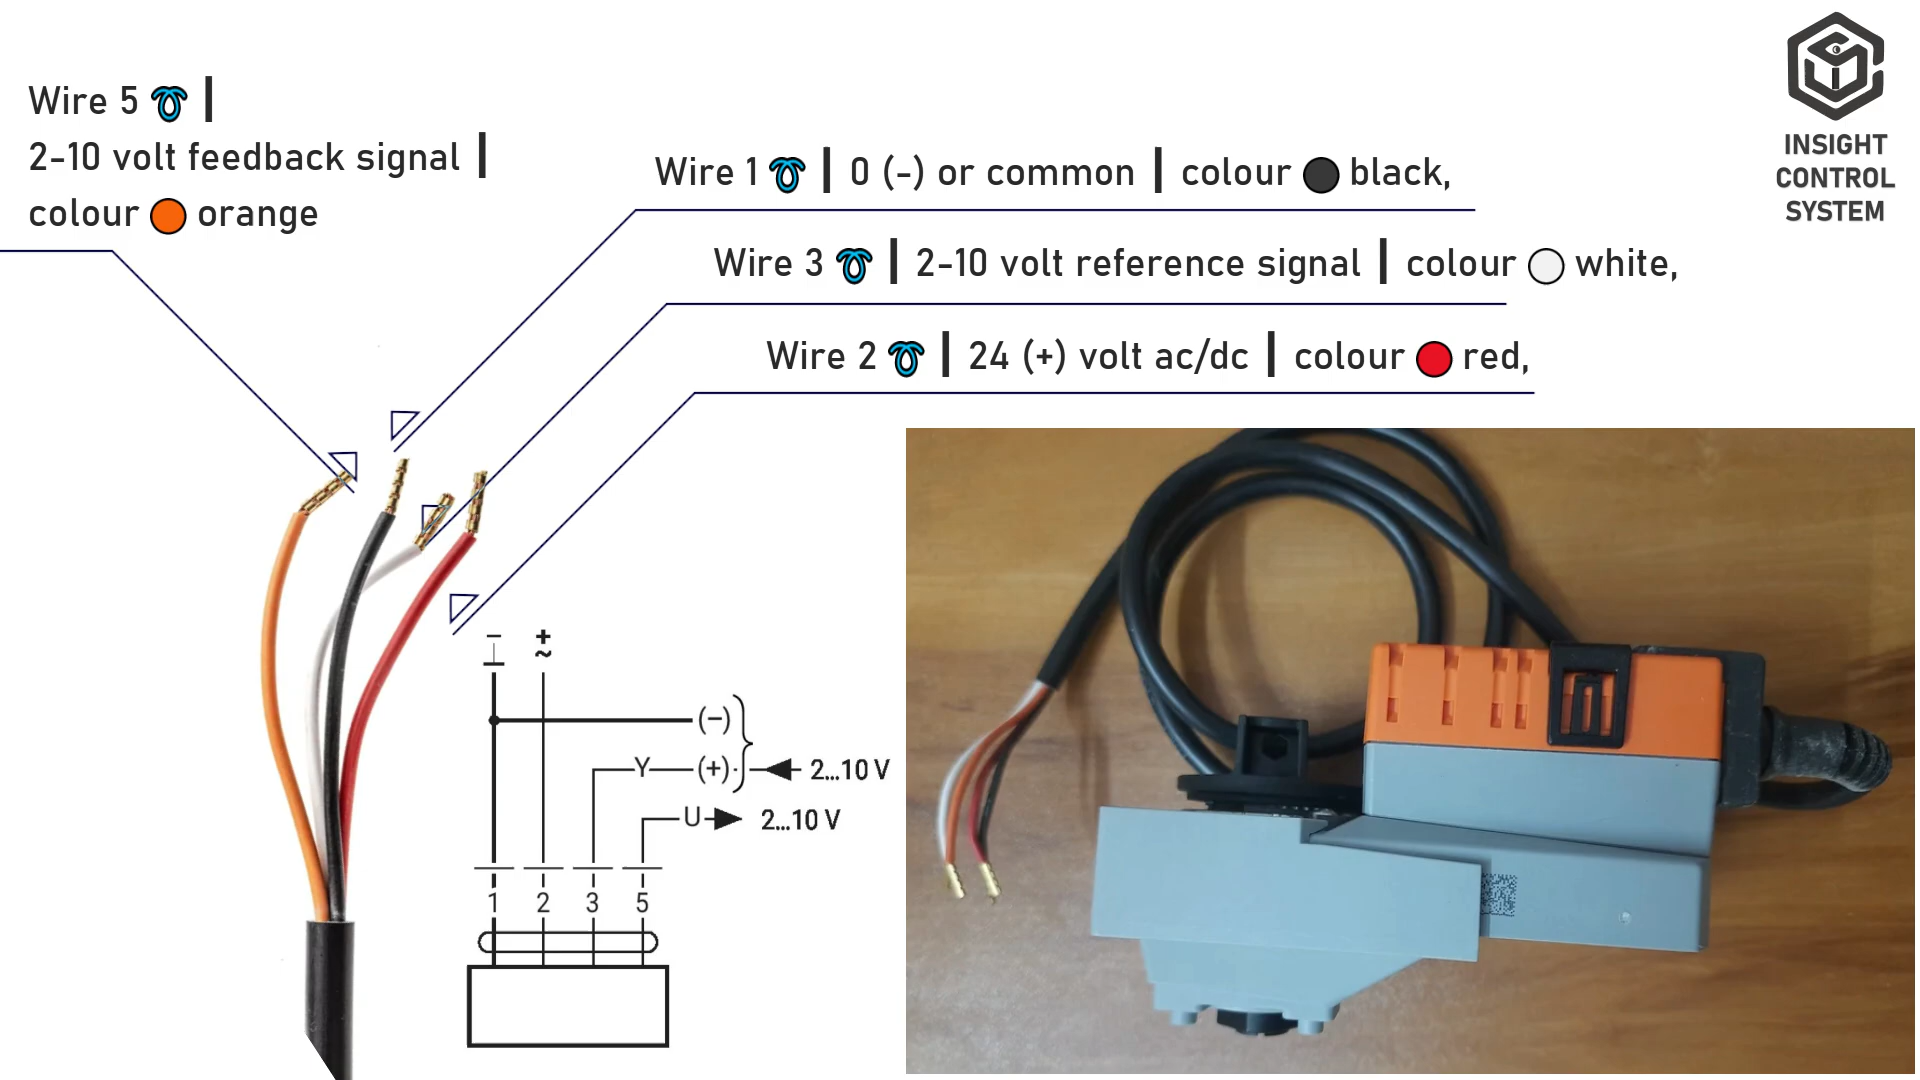 Wire 5 |
2-10 volt feedback signal |
colour orange
Wire 1 | 0 (-) or common | colour black,
Wire 3 | 2-10 volt reference signal | colour white,
Wire 2 | 24 (+) volt ac/dc | colour red,
INSIGHT
CONTROL
SYSTEM
− +
~
(−)
Y (+) 2...10 V
U 2...10 V
1 2 3 5